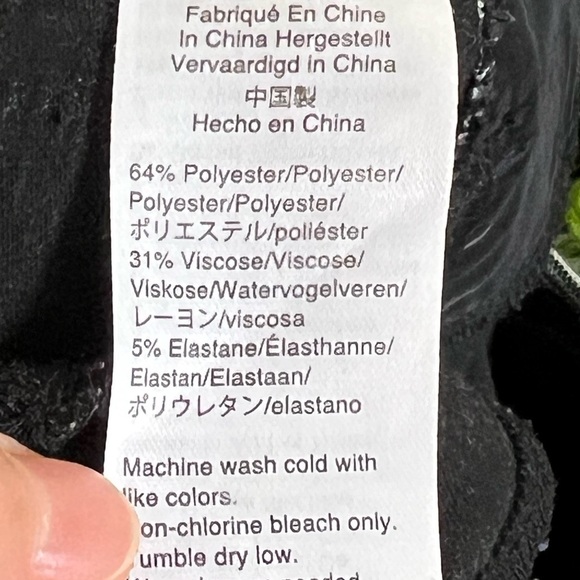 Fabriqué En Chine
In China Hergestellt
Vervaardigd in China
中国製
Hecho en China
64% Polyester/Polyester/
Polyester/Polyester/
ポリエステル/poliéster
31% Viscose/Viscose/
Viskose/Watervogelveren/
レーヨン/viscosa
5% Elastane/Élasthanne/
Elastan/Elastaan/
ポリウレタン/elastano
Machine wash cold with
like colors.
on-chlorine bleach only.
umble dry low.